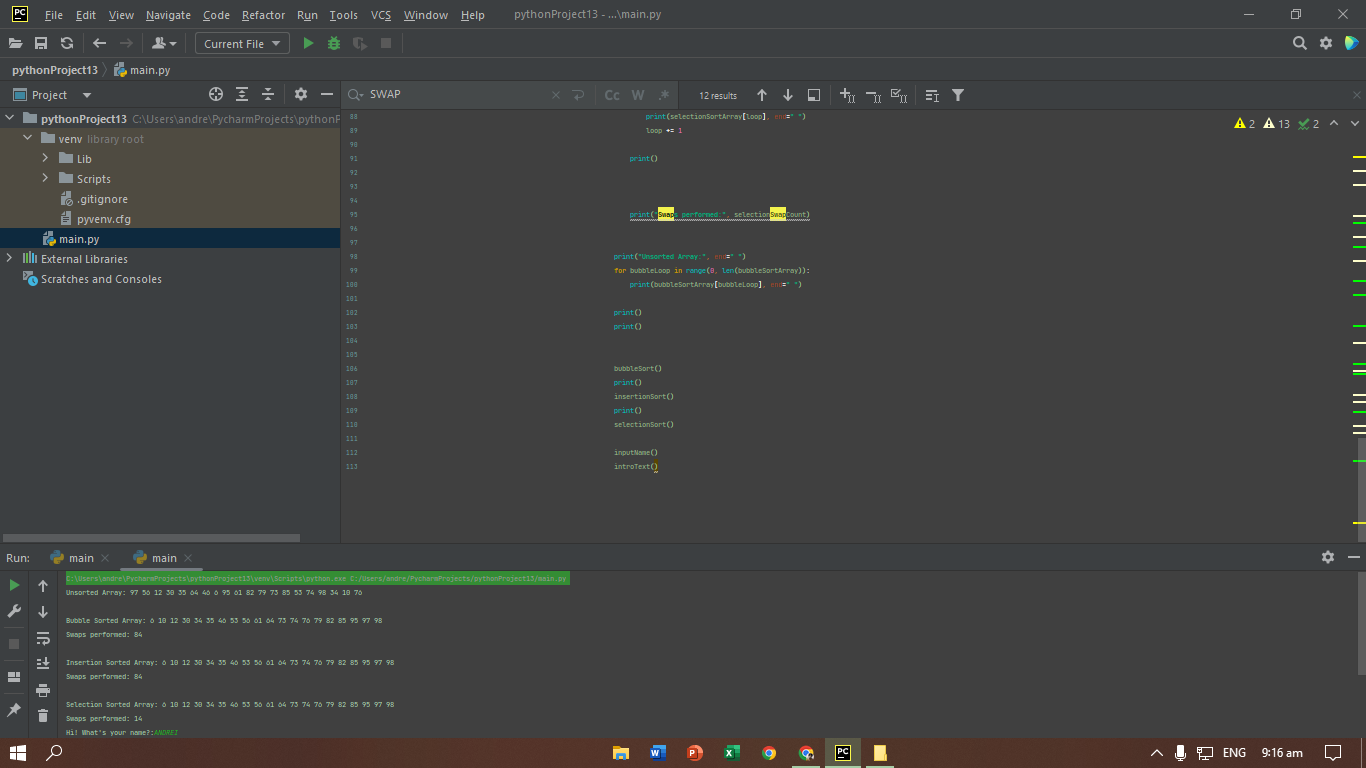 PC File Edit View Navigate Code Refactor Run Tools VCS Window Help pythonProject13 - ...\main.py
Current File
pythonProject13 main.py
Project
SWAP
Cc W .* 12 results
pythonProject13 C:\Users\andre\PycharmProjects\pythonP
venv library root
Lib
Scripts
.gitignore
pyvenv.cfg
main.py
External Libraries
Scratches and Consoles
2 13 2
88 print(selectionSortArray[loop], end=" ")
89 loop += 1
90
91 print()
92
93
94
95 print("Swaps performed:", selectionSwapCount)
96
97
98 print("Unsorted Array:", end=" ")
99 for bubbleLoop in range(0, len(bubbleSortArray)):
100 print(bubbleSortArray[bubbleLoop], end=" ")
101
102 print()
103 print()
104
105
106 bubbleSort()
107 print()
108 insertionSort()
109 print()
110 selectionSort()
111
112 inputName()
113 introText()
Run: main main
C:\Users\andre\PycharmProjects\pythonProject13\venv\Scripts\python.exe C:/Users/andre/PycharmProjects/pythonProject13/main.py
Unsorted Array: 97 56 12 30 35 64 46 6 95 61 82 79 73 85 53 74 98 34 10 76
Bubble Sorted Array: 6 10 12 30 34 35 46 53 56 61 64 73 74 76 79 82 85 95 97 98
Swaps performed: 84
Insertion Sorted Array: 6 10 12 30 34 35 46 53 56 61 64 73 74 76 79 82 85 95 97 98
Swaps performed: 84
Selection Sorted Array: 6 10 12 30 34 35 46 53 56 61 64 73 74 76 79 82 85 95 97 98
Swaps performed: 14
Hi! What's your name?:ANDREI
ENG 9:16 am